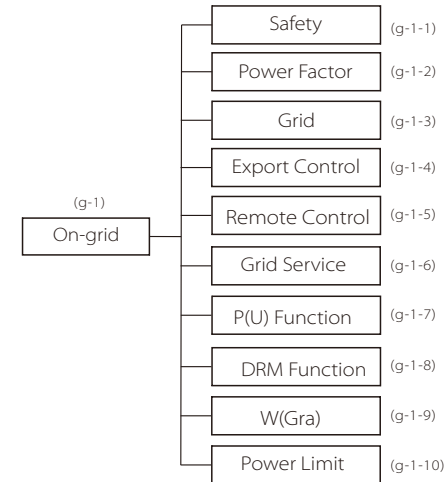 Safety (g-1-1)
Power Factor (g-1-2)
Grid (g-1-3)
Export Control (g-1-4)
(g-1)
On-grid
Remote Control (g-1-5)
Grid Service (g-1-6)
P(U) Function (g-1-7)
DRM Function (g-1-8)
W(Gra) (g-1-9)
Power Limit (g-1-10)